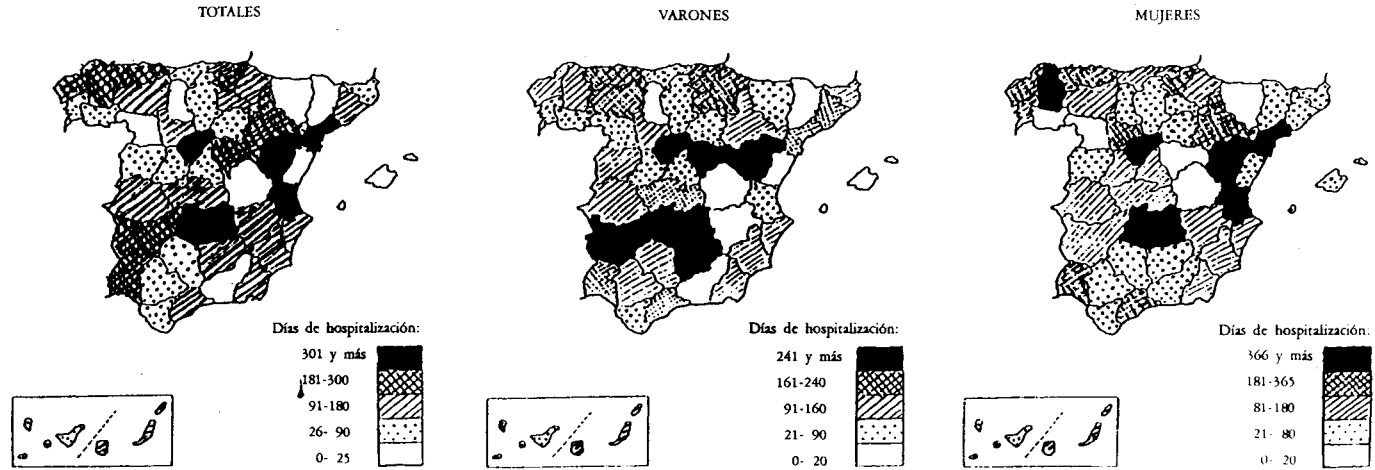 TOTALES
Días de hospitalización:
301 y más
181-300
91-180
26- 90
0- 25
VARONES
Días de hospitalización:
241 y más
161-240
91-160
21- 90
0- 20
MUJERES
Días de hospitalización:
366 y más
181-365
81-180
21- 80
0- 20